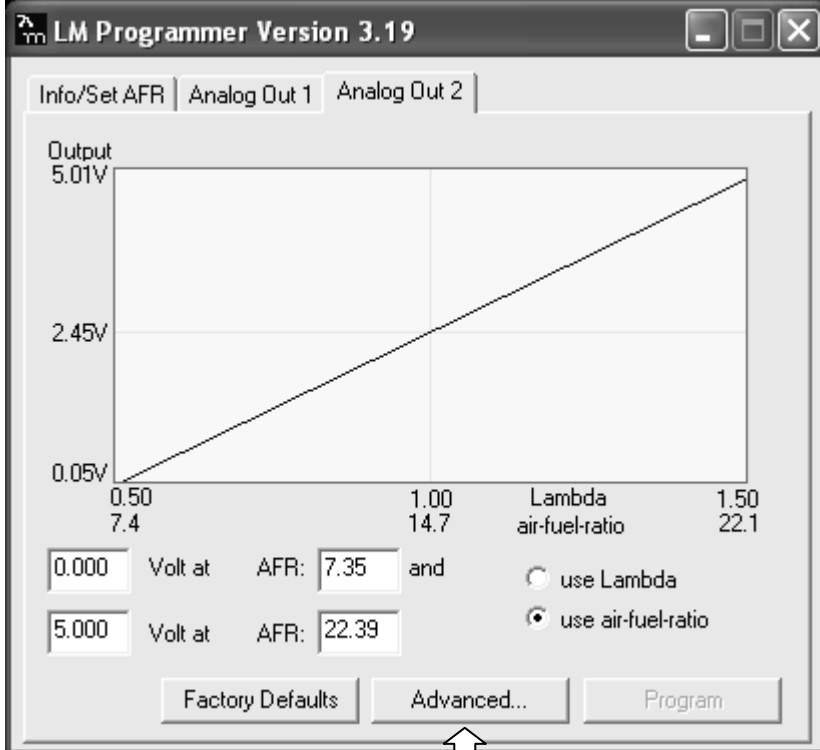 LM Programmer Version 3.19
Info/Set AFR Analog Out 1 Analog Out 2
Output
5.01V
2.45V
0.05V
0.50 1.00 Lambda 1.50
7.4 14.7 air-fuel-ratio 22.1
0.000 Volt at AFR: 7.35 and
use Lambda
5.000 Volt at AFR: 22.39
use air-fuel-ratio
Factory Defaults Advanced... Program